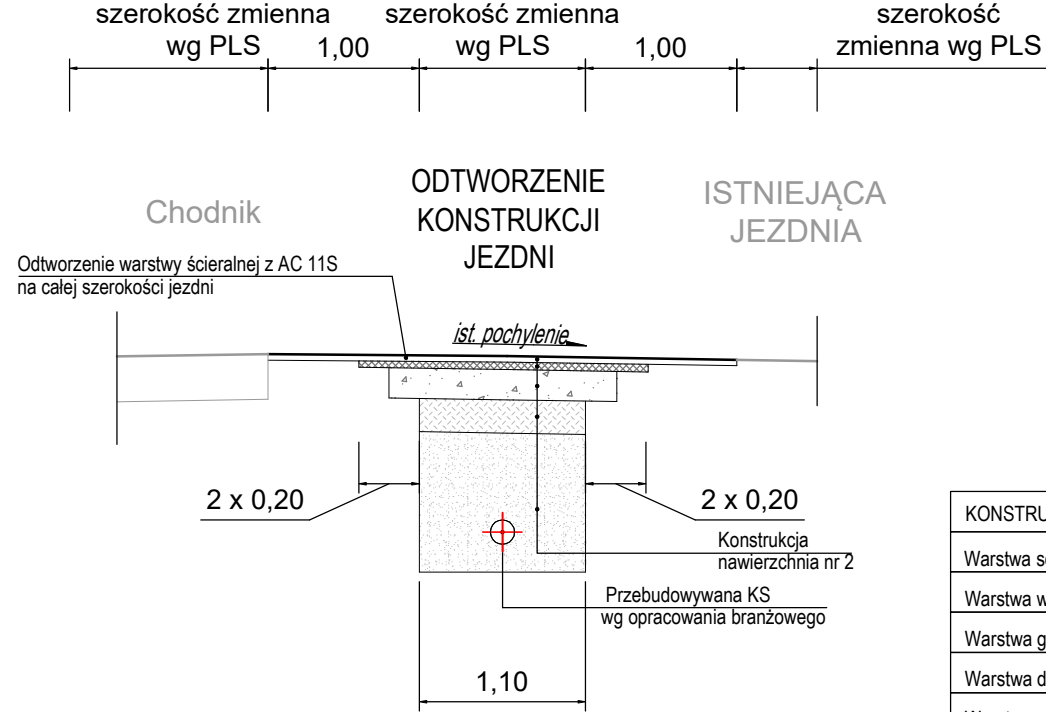 szerokość zmienna
wg PLS
1,00
szerokość zmienna
wg PLS
1,00
szerokość
zmienna wg PLS
Chodnik
ODTWORZENIE
KONSTRUKCJI
JEZDNI
ISTNIEJĄCA
JEZDNIA
Odtworzenie warstwy ścieralnej z AC 11S
na całej szerokości jezdni
ist. pochylenie
2 x 0,20
2 x 0,20
Konstrukcja
nawierzchnia nr 2
Przebudowywana KS
wg opracowania branżowego
1,10
KONSTRU
Warstwa
Warstwa w
Warstwa g
Warstwa d